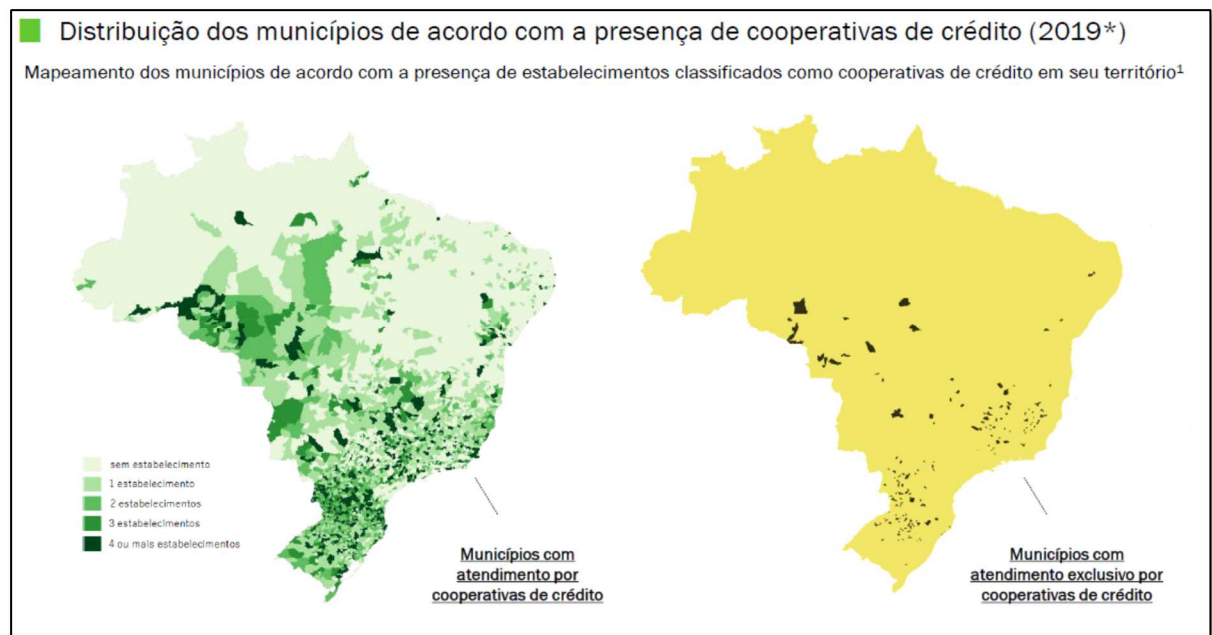 Distribuição dos municípios de acordo com a presença de cooperativas de crédito (2019*)
Mapeamento dos municípios de acordo com a presença de estabelecimentos classificados como cooperativas de crédito em seu território¹
sem estabelecimento
1 estabelecimento
2 estabelecimentos
3 estabelecimentos
4 ou mais estabelecimentos
Municípios com
atendimento por
cooperativas de crédito
Municípios com
atendimento exclusivo por
cooperativas de crédito